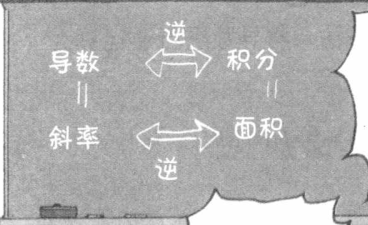 逆
导数 积分
= =
斜率 面积
逆